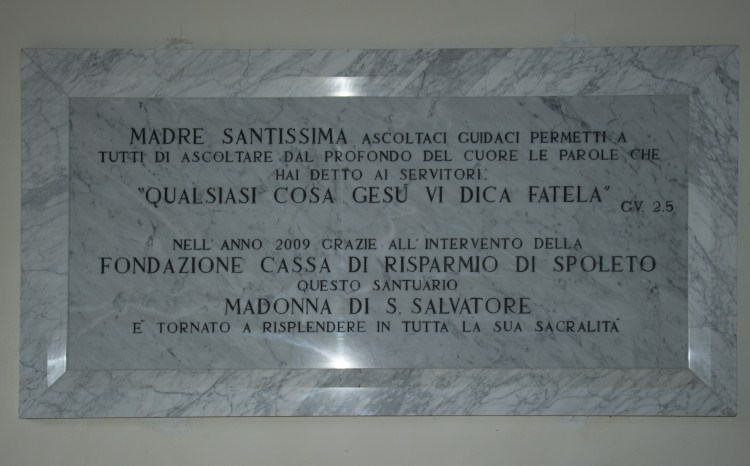 MADRE SANTISSIMA ASCOLTACI GUIDACI PERMETTI A
TUTTI DI ASCOLTARE DAL PROFONDO DEL CUORE LE PAROLE CHE
HAI DETTO AI SERVITORI:
"QUALSIASI COSA GESÙ VI DICA FATELA" G.V. 2.5
NELL'ANNO 2009 GRAZIE ALL'INTERVENTO DELLA
FONDAZIONE CASSA DI RISPARMIO DI SPOLETO
QUESTO SANTUARIO
MADONNA DI S. SALVATORE
E' TORNATO A RISPLENDERE IN TUTTA LA SUA SACRALITÀ